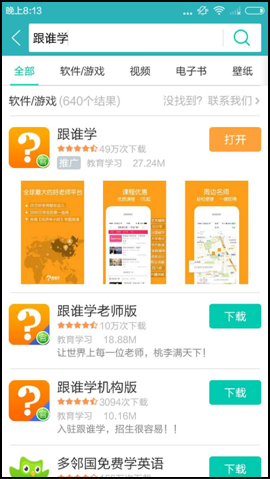 晚上8:13
跟谁学
全部 软件/游戏 视频 电子书 壁纸
软件/游戏 (640个结果) 没找到? 联系我们 >
跟谁学
49万次下载
推广 教育学习 27.24M
打开
全球最大的好老师平台
课程优惠
周边名师
跟谁学老师版
10万次下载
教育学习 18.88M
下载
让世界上每一位老师,桃李满天下!
跟谁学机构版
3094次下载
教育学习 10.16M
下载
入驻跟谁学,招生很容易!!
多邻国免费学英语
下载